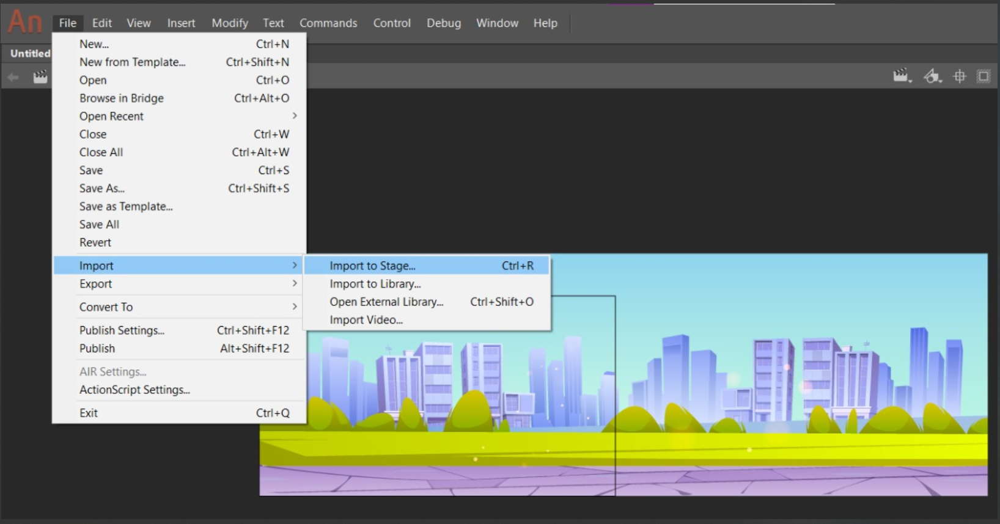 An File Edit View Insert Modify Text Commands Control Debug Window Help
Untitled
New... Ctrl+N
New from Template... Ctrl+Shift+N
Open Ctrl+O
Browse in Bridge Ctrl+Alt+O
Open Recent
Close Ctrl+W
Close All Ctrl+Alt+W
Save Ctrl+S
Save As... Ctrl+Shift+S
Save as Template...
Save All
Revert
Import
Export
Convert To
Publish Settings... Ctrl+Shift+F12
Publish Alt+Shift+F12
AIR Settings...
ActionScript Settings...
Exit Ctrl+Q
Import to Stage... Ctrl+R
Import to Library...
Open External Library... Ctrl+Shift+O
Import Video...